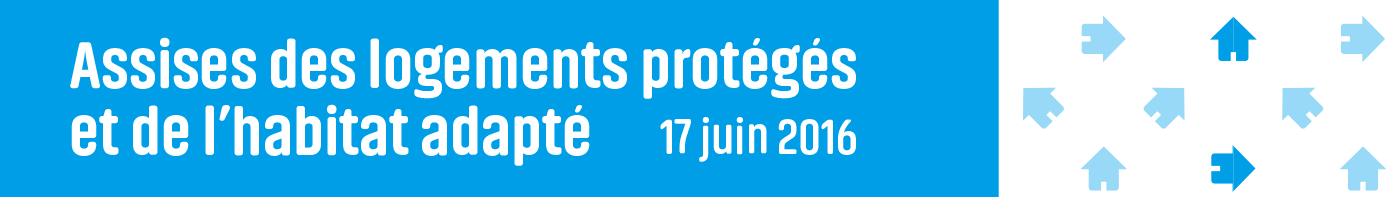 Assises des logements protégés
et de l'habitat adapté 17 juin 2016